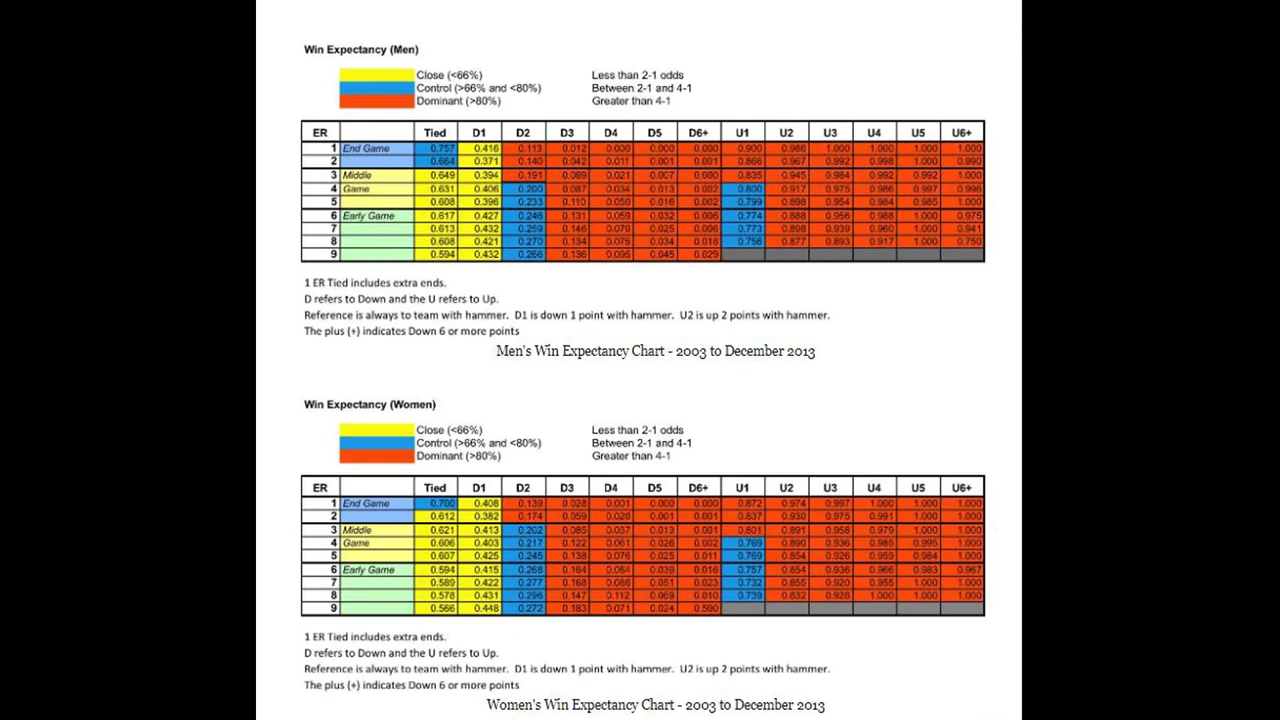 Win Expectancy (Men)
Close (<66%) Less than 2-1 odds
Control (>66% and <80%) Between 2-1 and 4-1
Dominant (>80%) Greater than 4-1
ER Tied D1 D2 D3 D4 D5 D6+ U1 U2 U3 U4 U5 U6+
1 End Game 0.757 0.416 0.113 0.012 0.000 0.000 0.000 0.900 0.986 1.000 1.000 1.000 1.000
2 0.664 0.371 0.140 0.042 0.011 0.001 0.001 0.866 0.967 0.992 0.998 1.000 0.990
3 Middle 0.649 0.394 0.191 0.069 0.021 0.007 0.000 0.835 0.945 0.984 0.992 0.992 1.000
4 Game 0.631 0.406 0.200 0.087 0.034 0.013 0.002 0.800 0.917 0.975 0.986 0.997 0.996
5 0.608 0.396 0.233 0.110 0.050 0.016 0.002 0.799 0.898 0.954 0.984 0.985 1.000
6 Early Game 0.617 0.427 0.246 0.131 0.059 0.032 0.006 0.774 0.888 0.956 0.988 1.000 0.975
7 0.613 0.432 0.259 0.146 0.070 0.025 0.006 0.773 0.898 0.939 0.960 1.000 0.941
8 0.608 0.421 0.270 0.134 0.075 0.034 0.018 0.756 0.877 0.893 0.917 1.000 0.750
9 0.594 0.432 0.266 0.136 0.095 0.045 0.029
1 ER Tied includes extra ends.
D refers to Down and the U refers to Up.
Reference is always to team with hammer. D1 is down 1 point with hammer. U2 is up 2 points with hammer.
The plus (+) indicates Down 6 or more points
Men's Win Expectancy Chart - 2003 to December 2013
Win Expectancy (Women)
Close (<66%) Less than 2-1 odds
Control (>66% and <80%) Between 2-1 and 4-1
Dominant (>80%) Greater than 4-1
ER Tied D1 D2 D3 D4 D5 D6+ U1 U2 U3 U4 U5 U6+
1 End Game 0.700 0.408 0.139 0.028 0.001 0.000 0.000 0.872 0.974 0.997 1.000 1.000 1.000
2 0.612 0.382 0.174 0.059 0.020 0.001 0.001 0.837 0.930 0.975 0.991 1.000 1.000
3 Middle 0.621 0.413 0.202 0.085 0.037 0.013 0.001 0.801 0.891 0.958 0.979 1.000 1.000
4 Game 0.606 0.403 0.217 0.122 0.061 0.026 0.002 0.769 0.890 0.936 0.985 0.995 1.000
5 0.607 0.425 0.245 0.138 0.076 0.025 0.011 0.769 0.854 0.926 0.959 0.984 1.000
6 Early Game 0.594 0.415 0.268 0.164 0.084 0.039 0.016 0.757 0.854 0.936 0.966 0.983 0.967
7 0.589 0.422 0.277 0.168 0.086 0.051 0.023 0.732 0.855 0.920 0.955 1.000 1.000
8 0.578 0.431 0.296 0.147 0.112 0.069 0.010 0.739 0.832 0.928 1.000 1.000 1.000
9 0.566 0.448 0.272 0.183 0.071 0.024 0.500
1 ER Tied includes extra ends.
D refers to Down and the U refers to Up.
Reference is always to team with hammer. D1 is down 1 point with hammer. U2 is up 2 points with hammer.
The plus (+) indicates Down 6 or more points
Women's Win Expectancy Chart - 2003 to December 2013